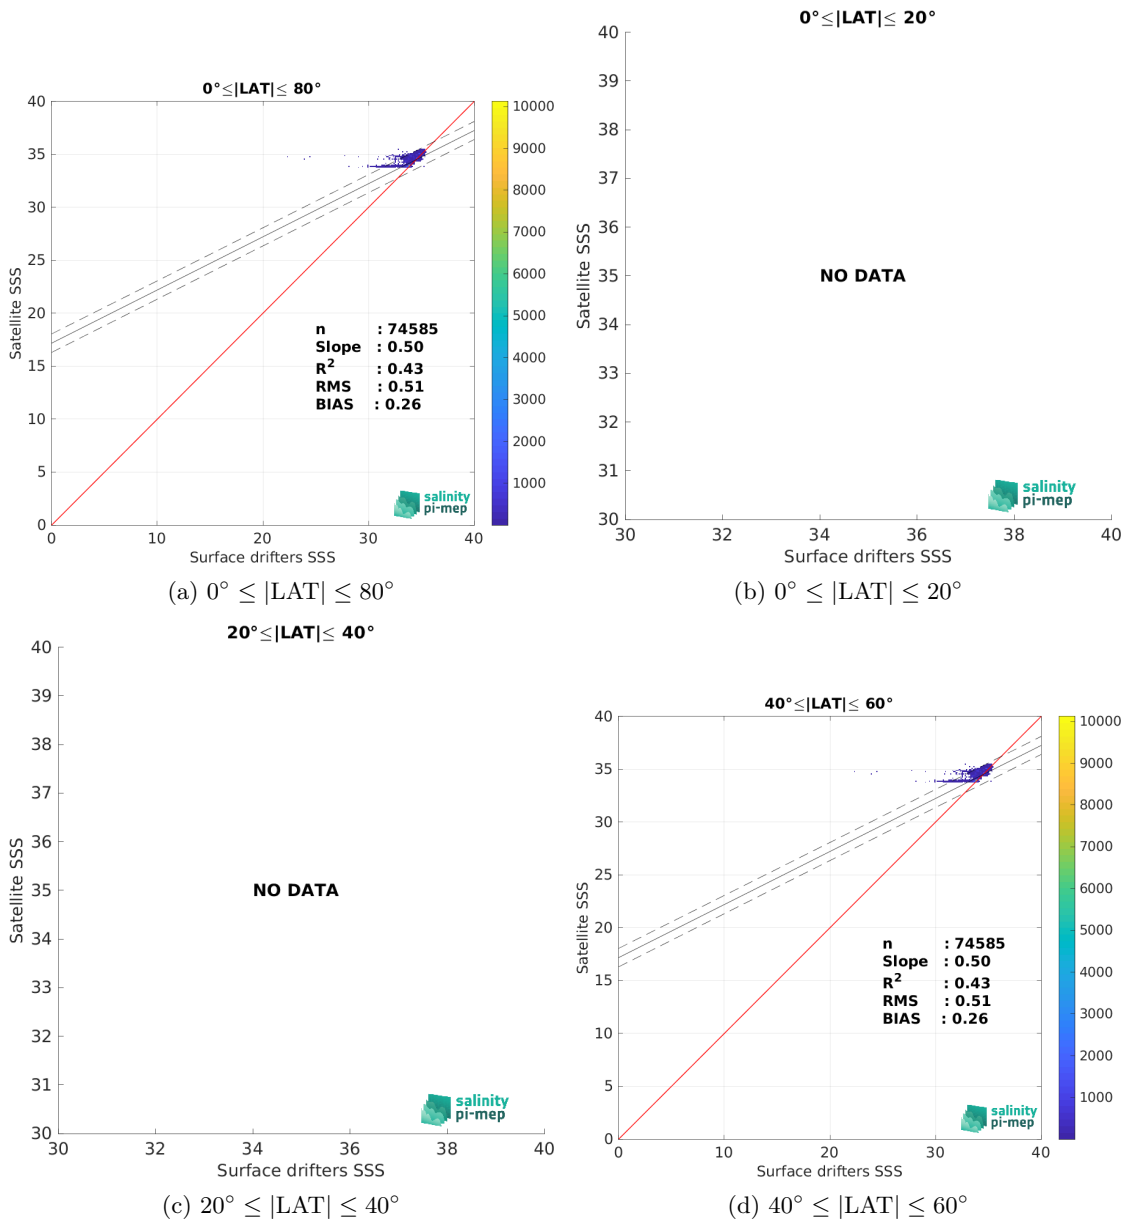 0°≤|LAT|≤ 80°
40
35
30
25
20
15
10
5
0
0
10
20
30
40
Satellite SSS
Surface drifters SSS
n : 74585
Slope : 0.50
R² : 0.43
RMS : 0.51
BIAS : 0.26
salinity
pi-mep
10000
9000
8000
7000
6000
5000
4000
3000
2000
1000
(a) 0° ≤ |LAT| ≤ 80°
0°≤|LAT|≤ 20°
40
39
38
37
36
35
34
33
32
31
30
30
32
34
36
38
40
Satellite SSS
Surface drifters SSS
NO DATA
salinity
pi-mep
(b) 0° ≤ |LAT| ≤ 20°
20°≤|LAT|≤ 40°
40
39
38
37
36
35
34
33
32
31
30
30
32
34
36
38
40
Satellite SSS
Surface drifters SSS
NO DATA
salinity
pi-mep
(c) 20° ≤ |LAT| ≤ 40°
40°≤|LAT|≤ 60°
40
35
30
25
20
15
10
5
0
0
10
20
30
40
Satellite SSS
Surface drifters SSS
n : 74585
Slope : 0.50
R² : 0.43
RMS : 0.51
BIAS : 0.26
salinity
pi-mep
10000
9000
8000
7000
6000
5000
4000
3000
2000
1000
(d) 40° ≤ |LAT| ≤ 60°